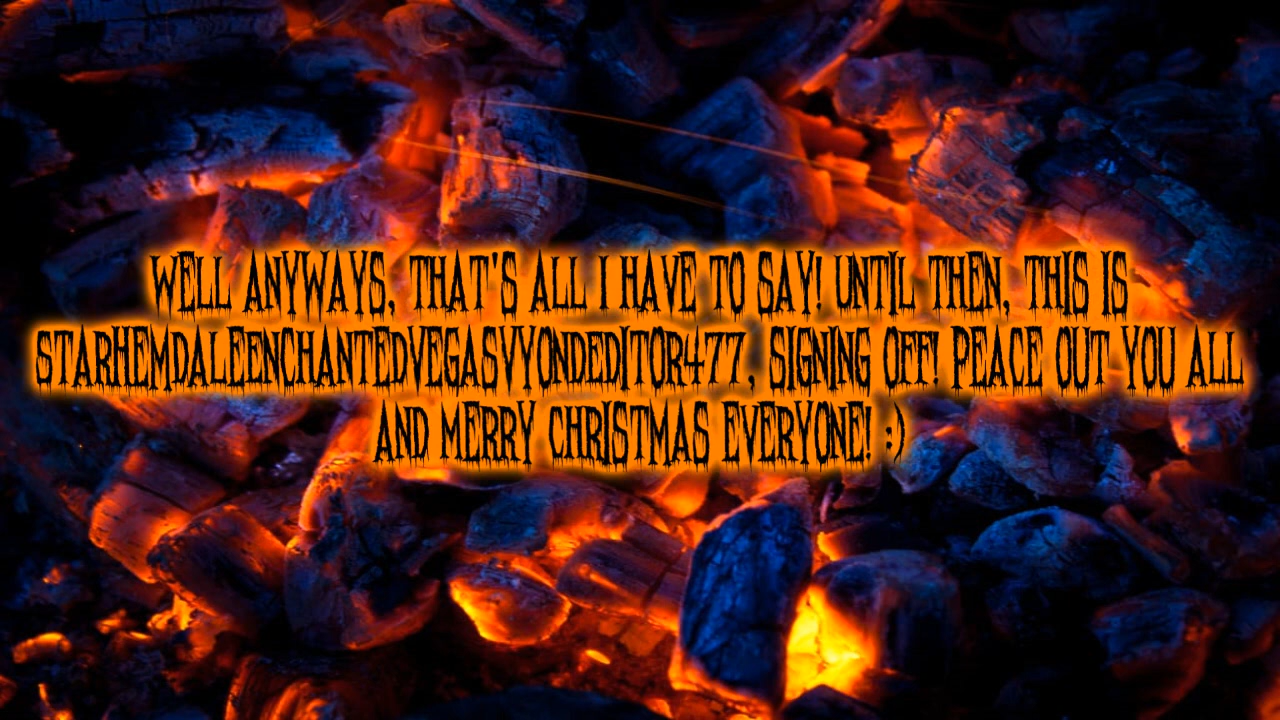 WELL ANYWAYS, THAT'S ALL I HAVE TO SAY! UNTIL THEN, THIS IS
STARHEMDALEENCHANTEDVEGASVYONDEDITOR477, SIGNING OFF! PEACE OUT YOU ALL
AND MERRY CHRISTMAS EVERYONE! :)